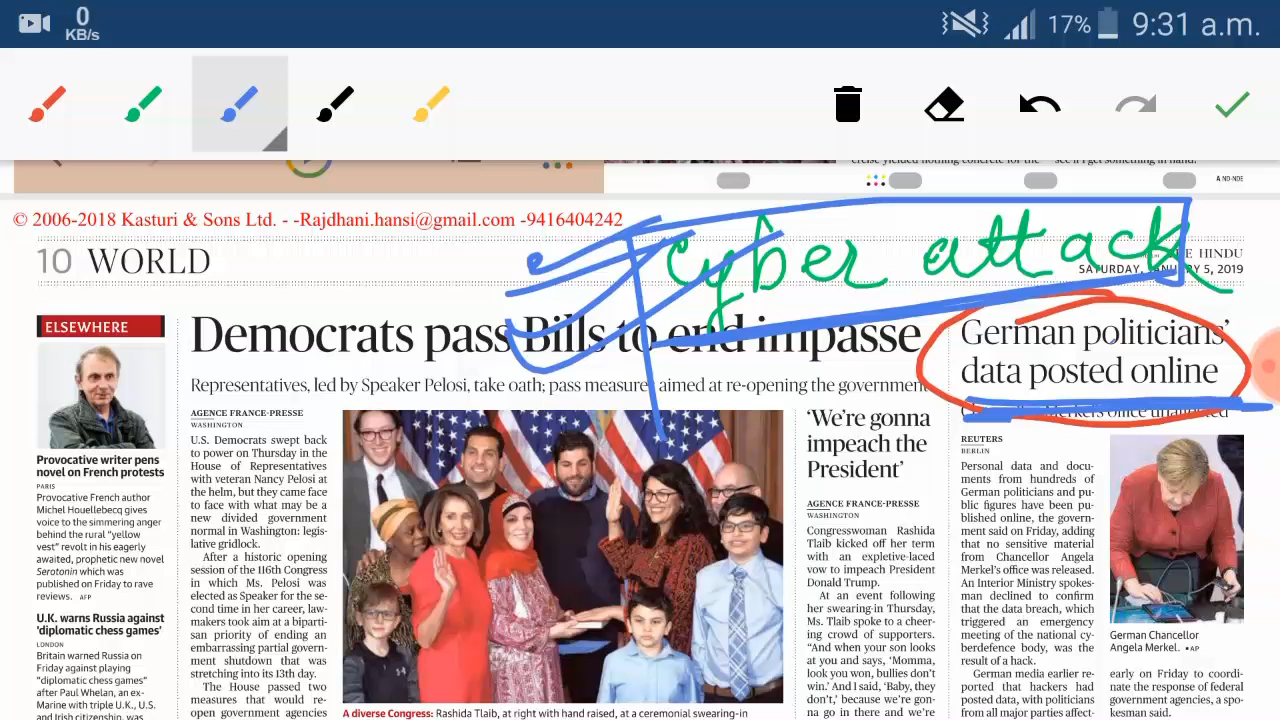 0
KB/s
17%
9:31 a.m.
A ND-NDE
© 2006-2018 Kasturi & Sons Ltd. - -Rajdhani.hansi@gmail.com -9416404242
cyber attack
10 WORLD
HINDU
SATURDAY, 5, 2019
ELSEWHERE
Provocative writer pens
novel on French protests
PARIS
Provocative French author
Michel Houellebecq gives
voice to the simmering anger
behind the rural "yellow
vest" revolt in his eagerly
awaited, prophetic new novel
Serotonin which was
published on Friday to rave
reviews. AFP
U.K. warns Russia against
'diplomatic chess games'
LONDON
Britain warned Russia on
Friday against playing
"diplomatic chess games"
after Paul Whelan, an ex-
Marine with triple U.K., U.S.
and Irish citizenship, was
Democrats pass Bills to end impasse
Representatives, led by Speaker Pelosi, take oath; pass measures aimed at re-opening the government
AGENCE FRANCE-PRESSE
WASHINGTON
U.S. Democrats swept back
to power on Thursday in the
House of Representatives
with veteran Nancy Pelosi at
the helm, but they came face
to face with what may be a
new divided government
normal in Washington: legis-
lative gridlock.
After a historic opening
session of the 116th Congress
in which Ms. Pelosi was
elected as Speaker for the se-
cond time in her career, law-
makers took aim at a biparti-
san priority of ending an
embarrassing partial govern-
ment shutdown that was
stretching into its 13th day.
The House passed two
measures that would re-
open government agencies
A diverse Congress: Rashida Tlaib, at right with hand raised, at a ceremonial swearing-in
'We're gonna
impeach the
President'
AGENCE FRANCE-PRESSE
WASHINGTON
Congresswoman Rashida
Tlaib kicked off her term
with an expletive-laced
vow to impeach President
Donald Trump.
At an event following
her swearing-in Thursday,
Ms. Tlaib spoke to a cheer-
ing crowd of supporters.
"And when your son looks
at you and says, 'Momma,
look you won, bullies don't
win.' And I said, 'Baby, they
don't,' because we're gon-
na go in there and we're
German politicians'
data posted online
Merkel's office unaffected
REUTERS
BERLIN
Personal data and docu-
ments from hundreds of
German politicians and pu-
blic figures have been pu-
blished online, the govern-
ment said on Friday, adding
that no sensitive material
from Chancellor Angela
Merkel's office was released.
An Interior Ministry spokes-
man declined to confirm
that the data breach, which
triggered an emergency
meeting of the national cy-
berdefence body, was the
result of a hack.
German media earlier re-
ported that hackers had
posted data, with politicians
from all major parties affect-
German Chancellor
Angela Merkel. AP
early on Friday to coordi-
nate the response of federal
government agencies, a spo-
kesman said.